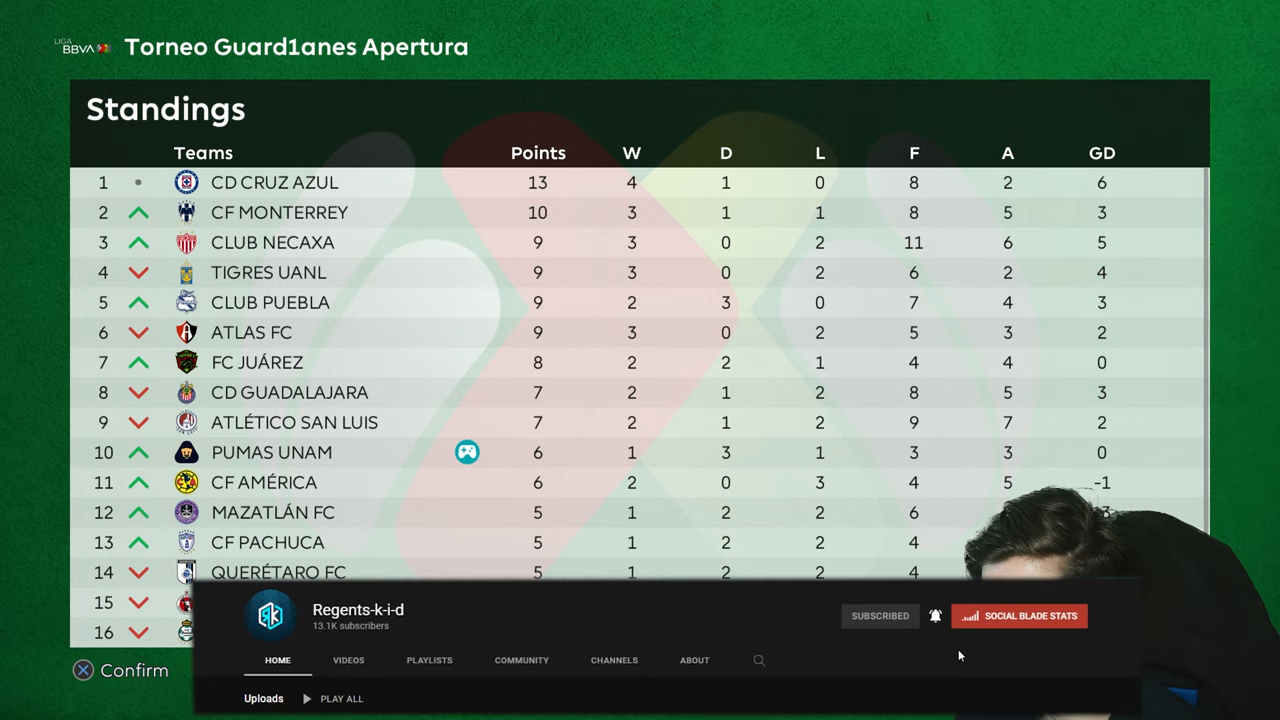 LIGA
BBVA
Torneo Guard1anes Apertura
Standings
Teams Points W D L F A GD
1 CD CRUZ AZUL 13 4 1 0 8 2 6
2 CF MONTERREY 10 3 1 1 8 5 3
3 CLUB NECAXA 9 3 0 2 11 6 5
4 TIGRES UANL 9 3 0 2 6 2 4
5 CLUB PUEBLA 9 2 3 0 7 4 3
6 ATLAS FC 9 3 0 2 5 3 2
7 FC JUÁREZ 8 2 2 1 4 4 0
8 CD GUADALAJARA 7 2 1 2 8 5 3
9 ATLÉTICO SAN LUIS 7 2 1 2 9 7 2
10 PUMAS UNAM 6 1 3 1 3 3 0
11 CF AMÉRICA 6 2 0 3 4 5 -1
12 MAZATLÁN FC 5 1 2 2 6
13 CF PACHUCA 5 1 2 2 4
14 QUERÉTARO FC 5 1 2 2 4
15
16
Confirm
Regents-k-i-d
13.1K subscribers
SUBSCRIBED
SOCIAL BLADE STATS
HOME VIDEOS PLAYLISTS COMMUNITY CHANNELS ABOUT
Uploads PLAY ALL